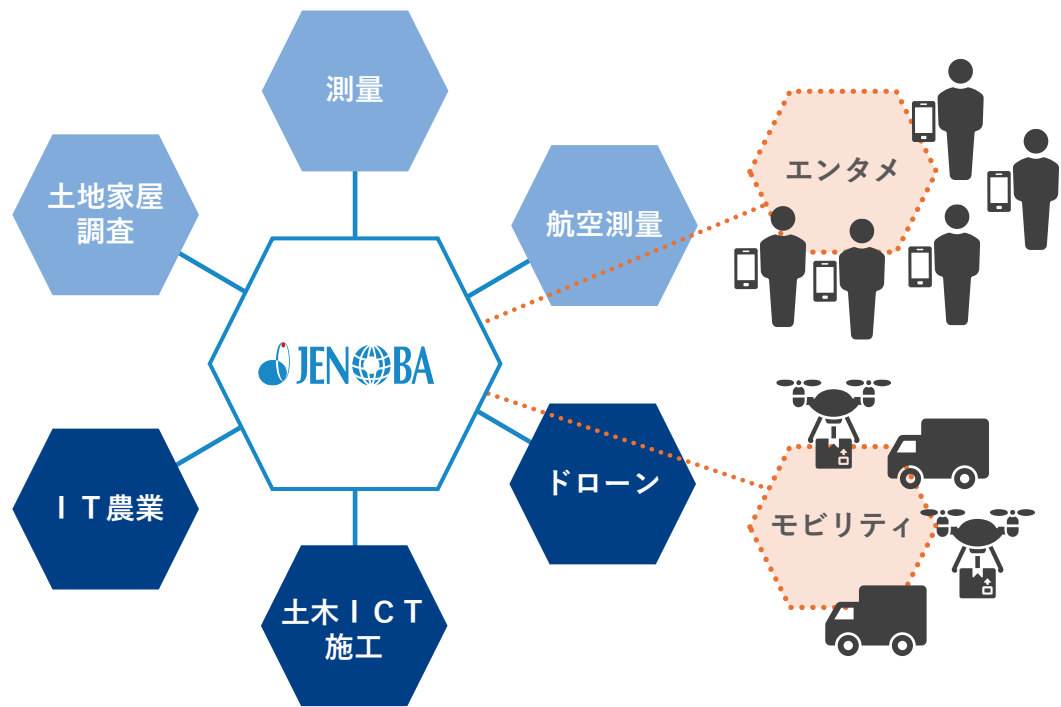 測量
土地家屋
調査
航空測量
エンタメ
JENOBA
ＩＴ農業
ドローン
モビリティ
土木ＩＣＴ
施工